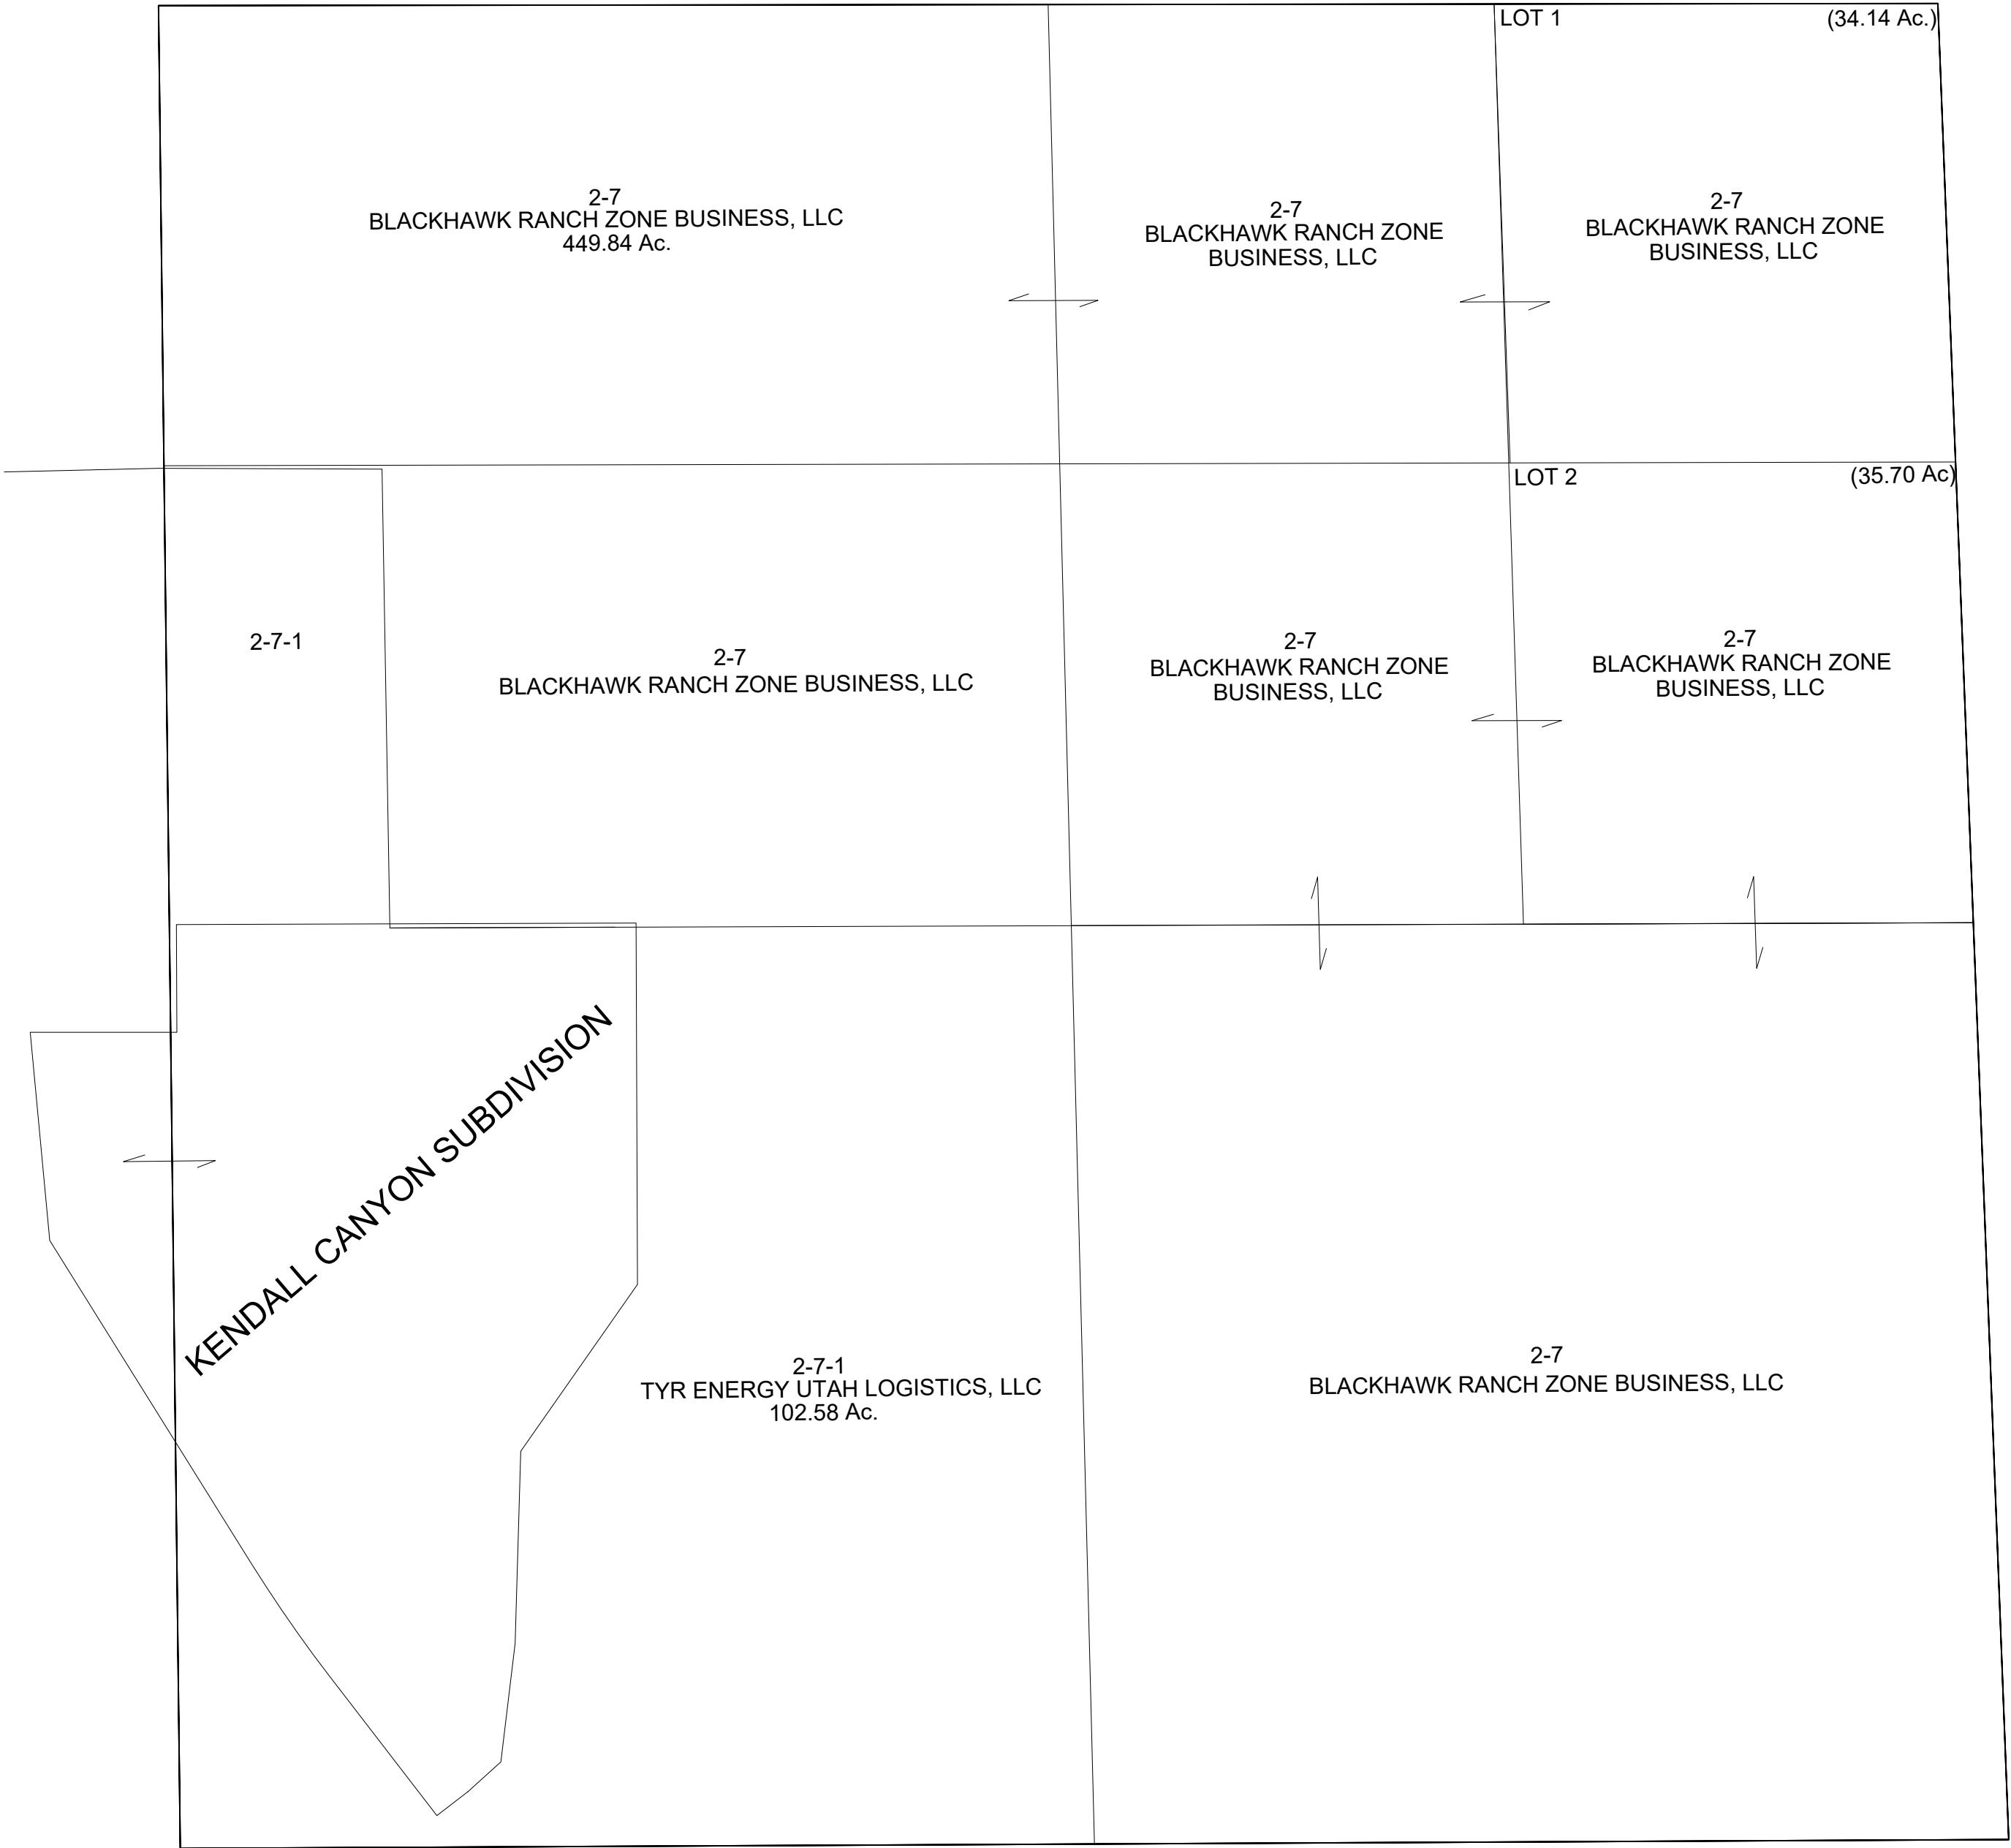 LOT 1
(34.14 Ac.)
2-7
BLACKHAWK RANCH ZONE BUSINESS, LLC
449.84 Ac.
2-7
BLACKHAWK RANCH ZONE
BUSINESS, LLC
2-7
BLACKHAWK RANCH ZONE
BUSINESS, LLC
LOT 2
(35.70 Ac)
2-7-1
2-7
BLACKHAWK RANCH ZONE BUSINESS, LLC
2-7
BLACKHAWK RANCH ZONE
BUSINESS, LLC
2-7
BLACKHAWK RANCH ZONE
BUSINESS, LLC
KENDALL CANYON SUBDIVISION
2-7-1
TYR ENERGY UTAH LOGISTICS, LLC
102.58 Ac.
2-7
BLACKHAWK RANCH ZONE BUSINESS, LLC